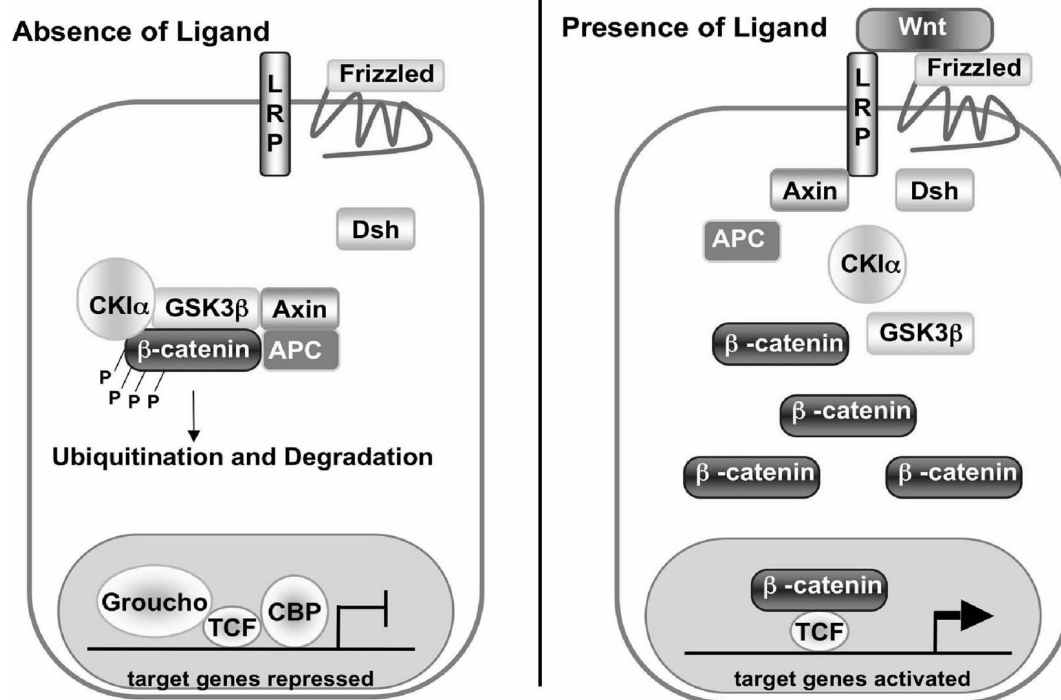 Absence of Ligand
LRP
Frizzled
Dsh
CKIα
GSK3β
Axin
β-catenin
APC
P
P P P
Ubiquitination and Degradation
Groucho
TCF
CBP
target genes repressed
Presence of Ligand
Wnt
LRP
Frizzled
Axin
Dsh
APC
CKIα
GSK3β
β -catenin
β -catenin
β -catenin
β -catenin
β -catenin
TCF
target genes activated